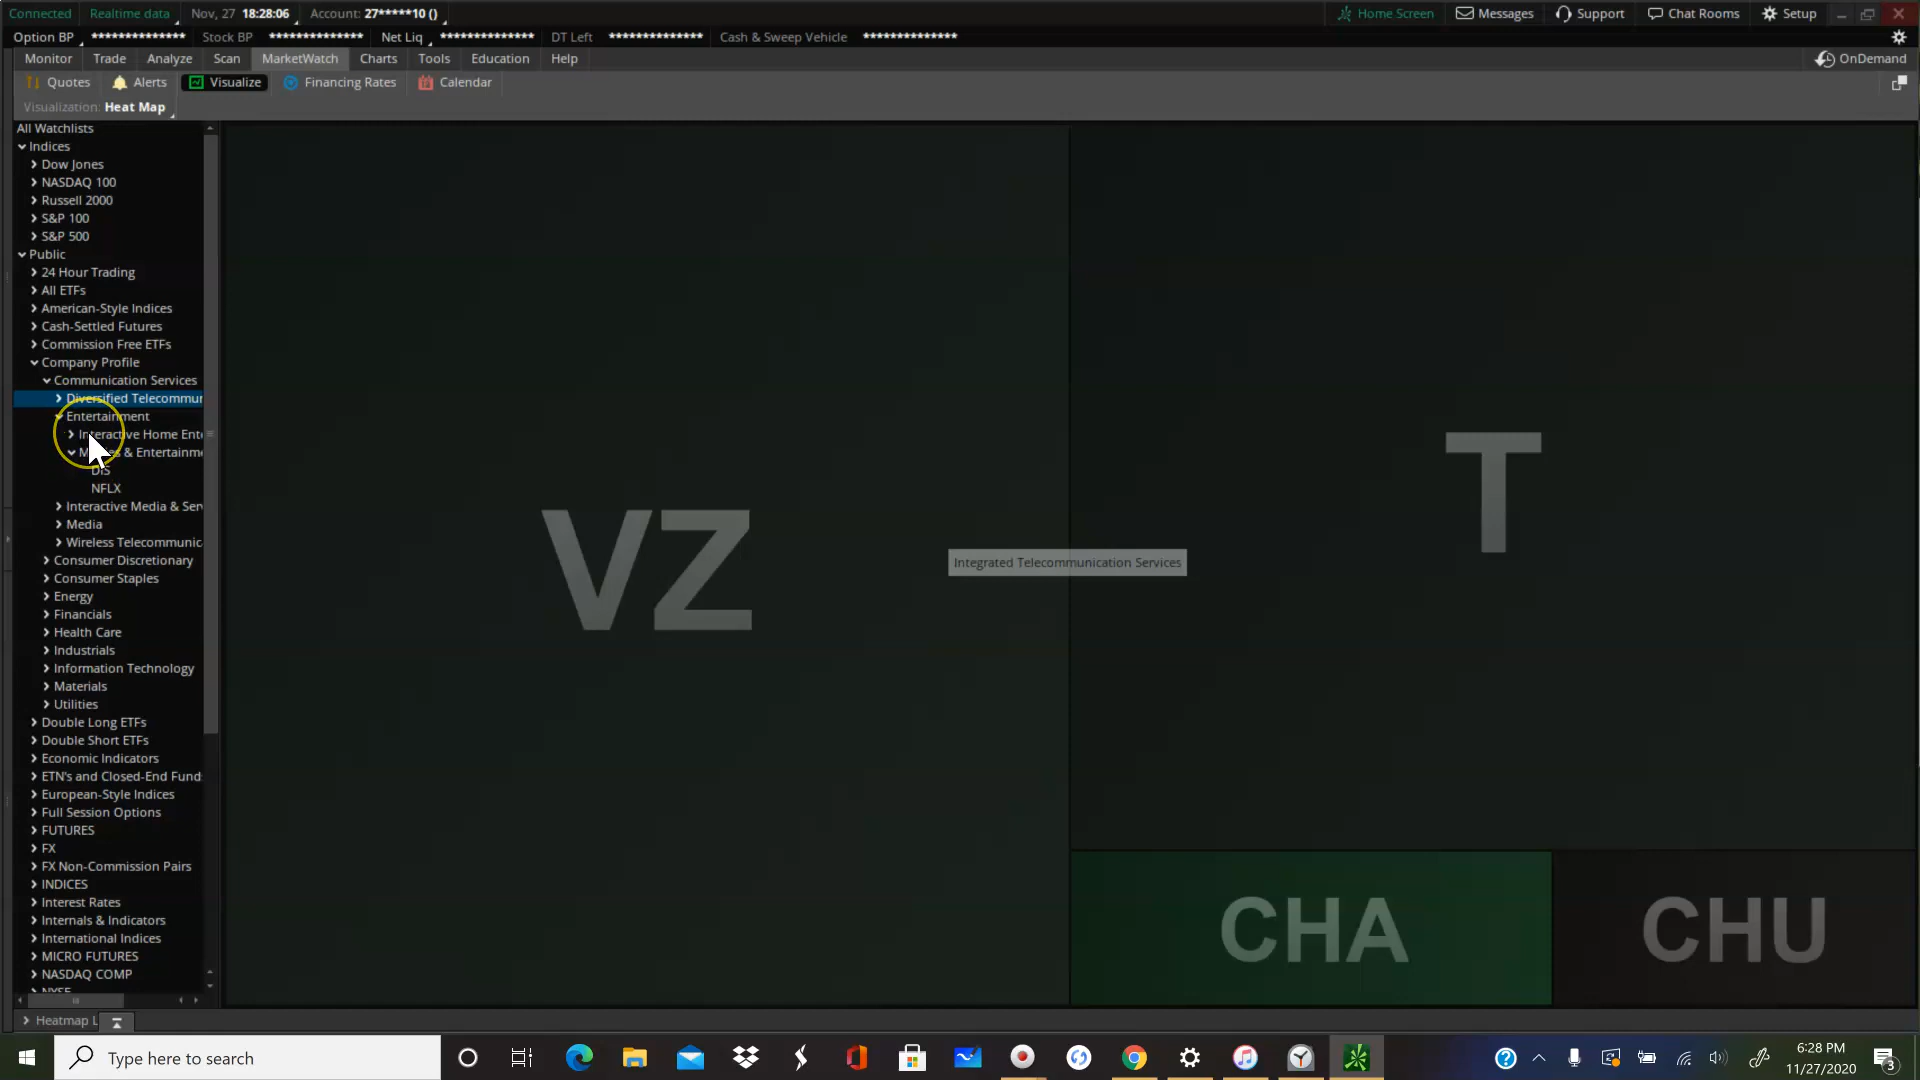 Connected Realtime data Nov, 27 18:28:06 Account: 27*****10 () Home Screen Messages Support Chat Rooms Setup
Option BP ************** Stock BP ************** Net Liq ************** DT Left ************** Cash & Sweep Vehicle **************
Monitor Trade Analyze Scan MarketWatch Charts Tools Education Help OnDemand
Quotes Alerts Visualize Financing Rates Calendar
Visualization: Heat Map
All Watchlists
Indices
Dow Jones
NASDAQ 100
Russell 2000
S&P 100
S&P 500
Public
24 Hour Trading
All ETFs
American-Style Indices
Cash-Settled Futures
Commission Free ETFs
Company Profile
Communication Services
Diversified Telecommun
Entertainment
Interactive Home Ente
& Entertainme
DIS
NFLX
Interactive Media & Serv
Media
Wireless Telecommunica
Consumer Discretionary
Consumer Staples
Energy
Financials
Health Care
Industrials
Information Technology
Materials
Utilities
Double Long ETFs
Double Short ETFs
Economic Indicators
ETN's and Closed-End Fund
European-Style Indices
Full Session Options
FUTURES
FX
FX Non-Commission Pairs
INDICES
Interest Rates
Internals & Indicators
International Indices
MICRO FUTURES
NASDAQ COMP
NYSE
Heatmap L
VZ
T
Integrated Telecommunication Services
CHA
CHU
Type here to search
6:28 PM
11/27/2020
3